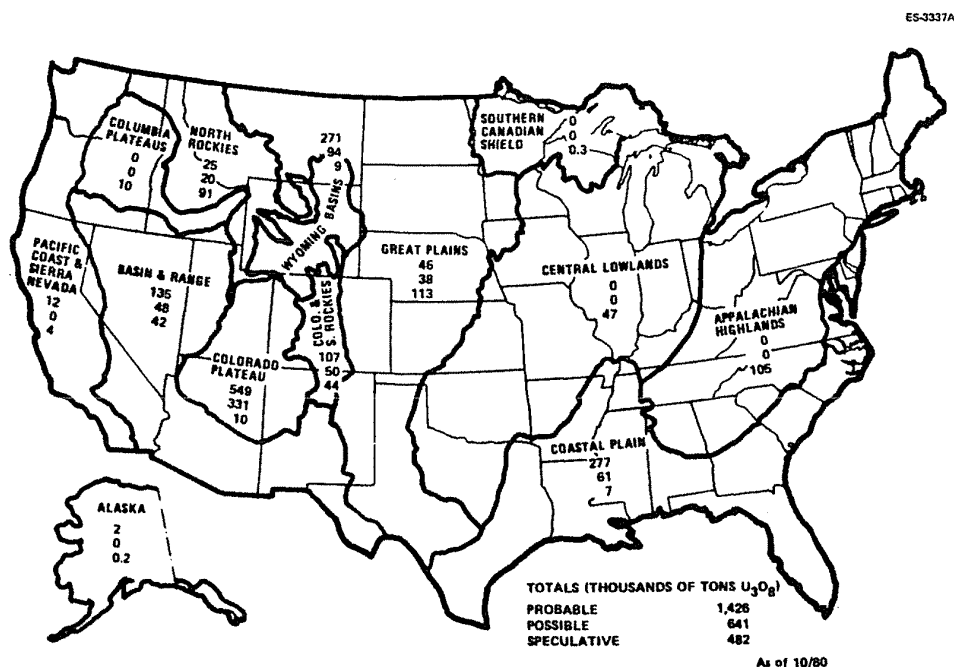 ES-3337A
COLUMBIA
PLATEAUS
0
0
10
NORTH
ROCKIES
25
20
91
271
94
9
WYOMING BASINS
SOUTHERN
CANADIAN
SHIELD
0
0
0.3
PACIFIC
COAST &
SIERRA
NEVADA
12
0
4
BASIN & RANGE
135
48
42
GREAT PLAINS
46
38
113
CENTRAL LOWLANDS
0
0
47
APPALACHIAN
HIGHLANDS
0
0
105
COLO. &
S. ROCKIES
107
50
44
COLORADO
PLATEAU
549
331
10
COASTAL PLAIN
277
61
7
ALASKA
2
0
0.2
TOTALS (THOUSANDS OF TONS U3O8)
PROBABLE 1,426
POSSIBLE 641
SPECULATIVE 482
As of 10/80